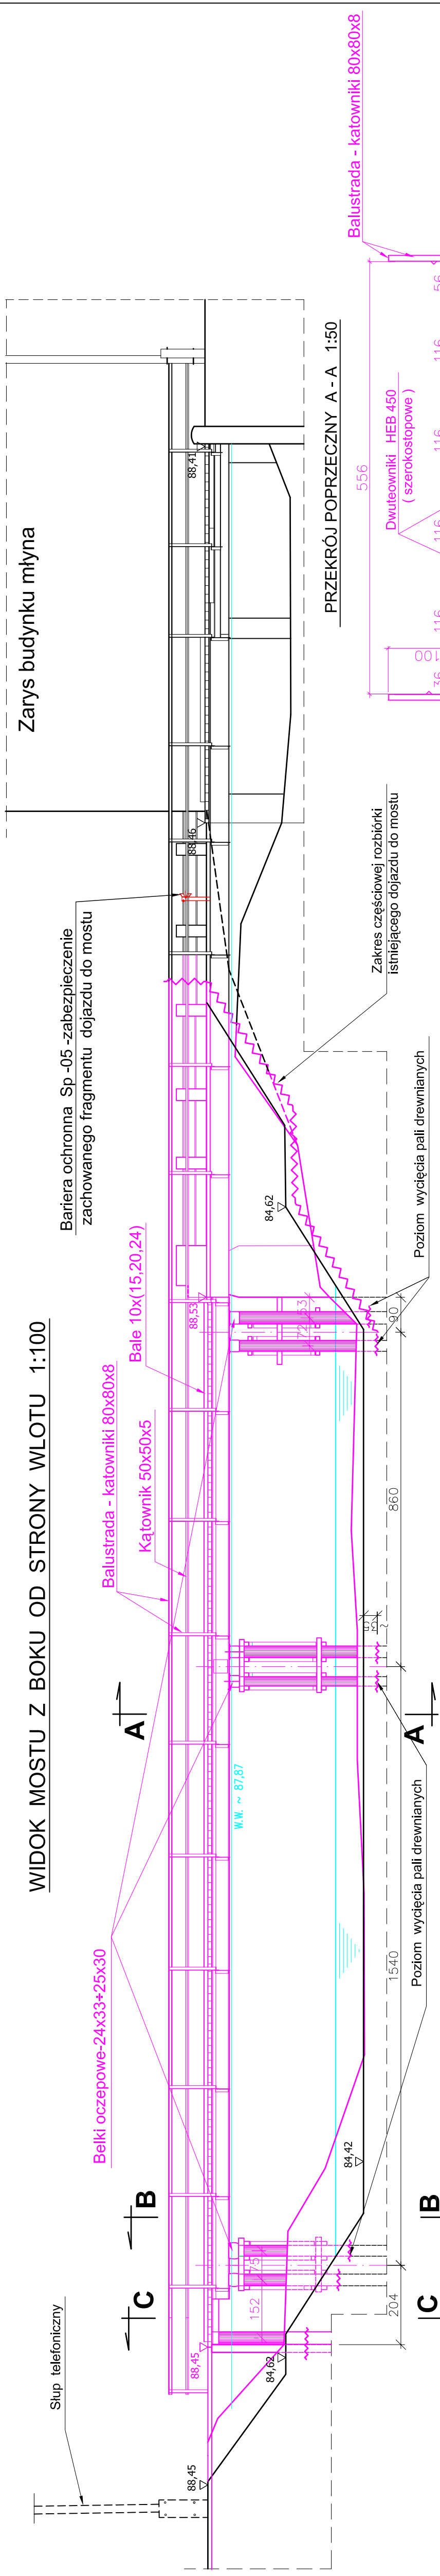 WIDOK MOSTU Z BOKU OD STRONY WLOTU 1:100
Słup telefoniczny
Belki oczepowe-24x33+25x30
Balustrada - katowniki 80x80x8
Kątownik 50x50x5
Bale 10x(15,20,24)
Bariera ochronna Sp -05 -zabezpieczenie
zachowanego fragmentu dojazdu do mostu
Zarys budynku młyna
C
B
A
88,45
88,45
88,53
88,46
88,41
W.W. ~ 87,87
84,62
84,42
84,62
152
75
72
53
204
1540
860
90
Zakres częściowej rozbiórki
istniejącego dojazdu do mostu
Poziom wycięcia pali drewnianych
Poziom wycięcia pali drewnianych
C
B
A
PRZEKRÓJ POPRZECZNY A - A 1:50
556
Balustrada - katowniki 80x80x8
Dwuteowniki HEB 450
( szerokostopowe )
36
116
116
116
116
56